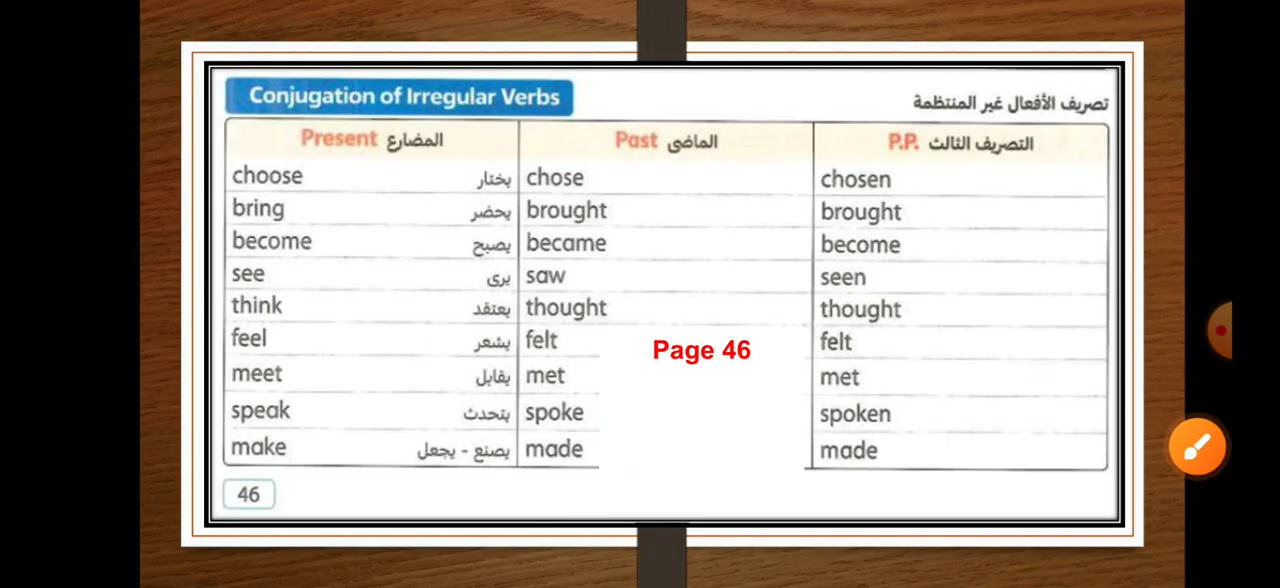 Conjugation of Irregular Verbs تصريف الأفعال غير المنتظمة
Present المضارع Past الماضى P.P. التصريف الثالث
choose يختار chose chosen
bring يحضر brought brought
become يصبح became become
see يرى saw seen
think يعتقد thought thought
feel يشعر felt felt
Page 46
meet يقابل met met
speak يتحدث spoke spoken
make يصنع - يجعل made made
46